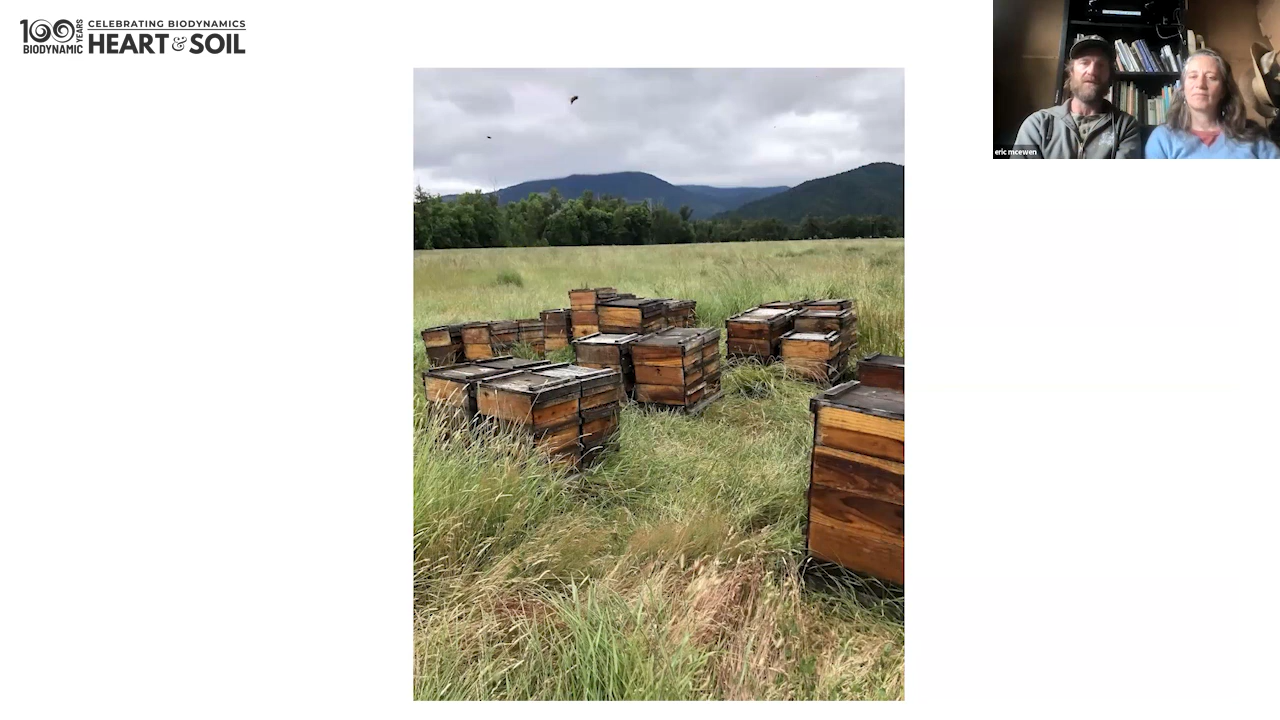 100 YEARS
BIODYNAMIC
CELEBRATING BIODYNAMICS
HEART & SOIL
eric mcewen